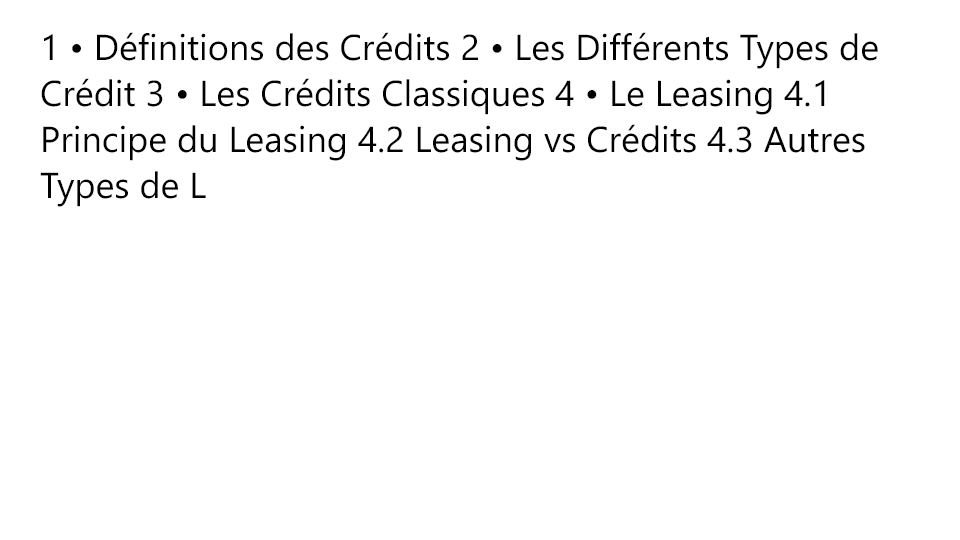 1 • Définitions des Crédits 2 • Les Différents Types de
Crédit 3 • Les Crédits Classiques 4 • Le Leasing 4.1
Principe du Leasing 4.2 Leasing vs Crédits 4.3 Autres
Types de L